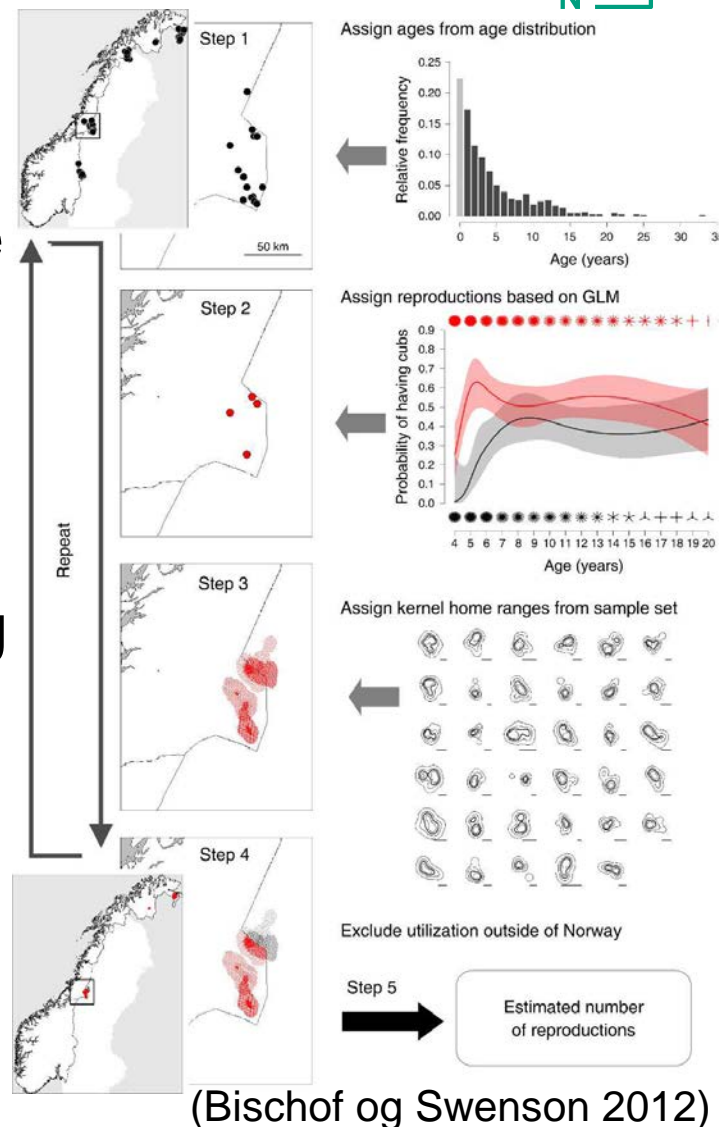 N
Step 1
Assign ages from age distribution
Relative frequency
0.25
0.20
0.15
0.10
0.05
0.00
0 5 10 15 20 25 30 35
Age (years)
50 km
e
Step 2
Assign reproductions based on GLM
Probability of having cubs
0.9
0.8
0.7
0.6
0.5
0.4
0.3
0.2
0.1
0.0
4 5 6 7 8 9 10 11 12 13 14 15 16 17 18 19 20
Age (years)
Repeat
g
Step 3
Assign kernel home ranges from sample set
Step 4
Exclude utilization outside of Norway
Step 5
Estimated number
of reproductions
(Bischof og Swenson 2012)